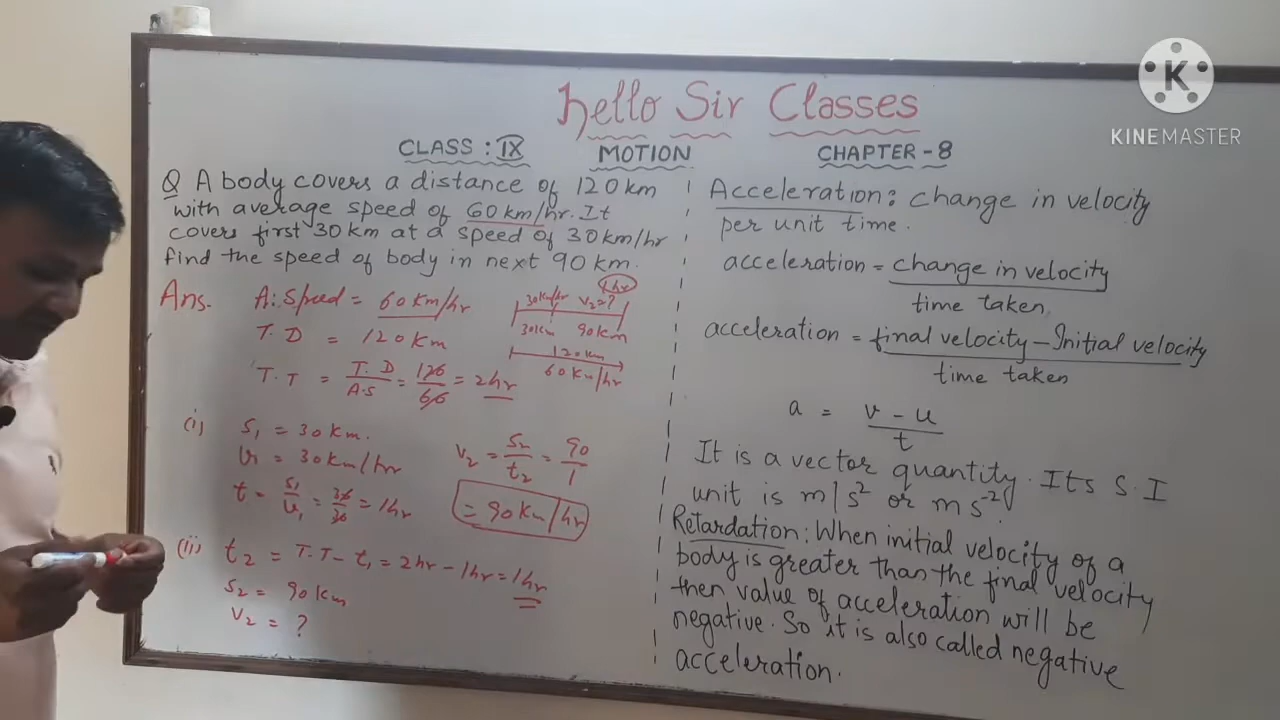 K
KINEMASTER
hello Sir Classes
CLASS : IX MOTION CHAPTER - 8
Q A body covers a distance of 120 km
with average speed of 60 km/hr. It
covers first 30 km at a speed of 30 km/hr
find the speed of body in next 90 km.
Ans. A. Speed = 60 Km/hr
T. D = 120 Km
T. T = T. D / A.S = 120 / 60 = 2 hr
1 hr
30 Km/hr V2 = ?
30 Km 90 Km
120 Km
60 Km/hr
(i) S1 = 30 Km.
V1 = 30 Km/hr
t = S1 / V1 = 30 / 30 = 1 hr
V2 = S2 / t2 = 90 / 1
= 90 Km/hr
(ii) t2 = T. T - t1 = 2 hr - 1 hr = 1 hr
S2 = 90 Km
V2 = ?
Acceleration: change in velocity
per unit time.
acceleration = change in velocity / time taken
acceleration = final velocity - Initial velocity / time taken
a = v - u / t
It is a vector quantity. Its S. I
unit is m/s² or ms⁻².
Retardation: When initial velocity of a
body is greater than the final velocity
then value of acceleration will be
negative. So it is also called negative
acceleration.